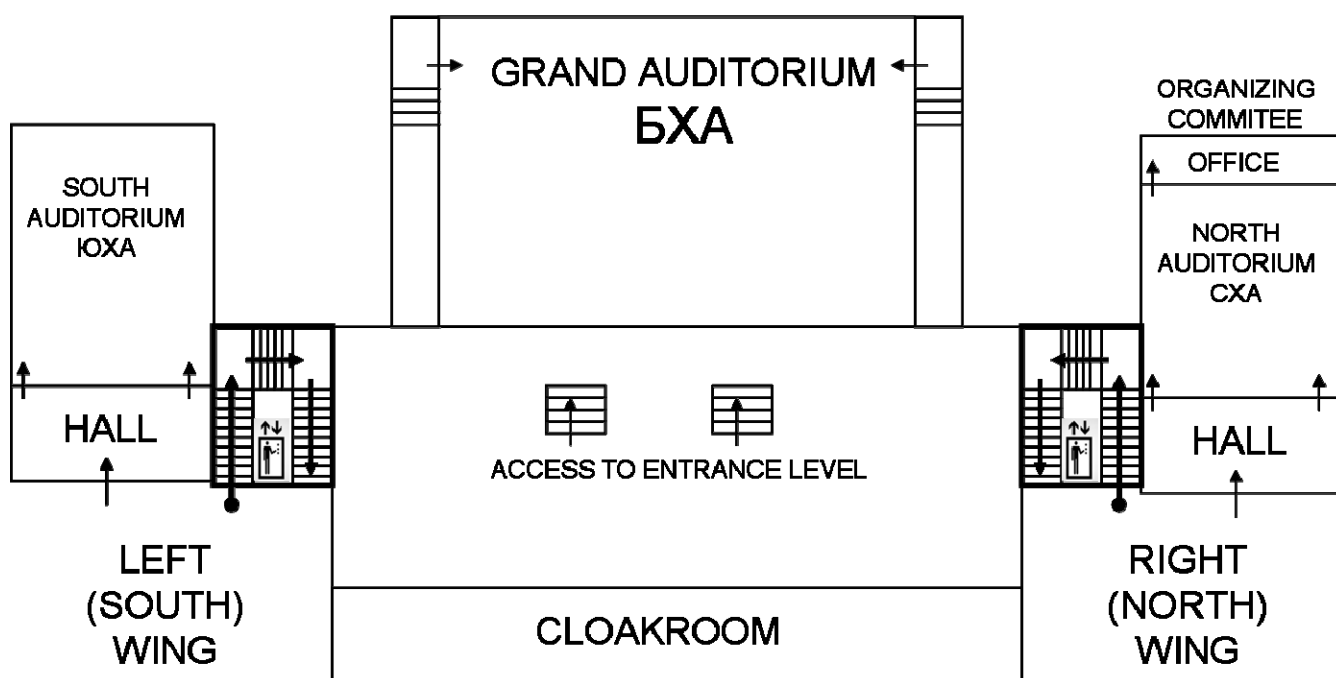 GRAND AUDITORIUM
БХА
ORGANIZING
COMMITEE
OFFICE
SOUTH
AUDITORIUM
ЮХА
NORTH
AUDITORIUM
СХА
HALL
ACCESS TO ENTRANCE LEVEL
HALL
LEFT
(SOUTH)
WING
CLOAKROOM
RIGHT
(NORTH)
WING